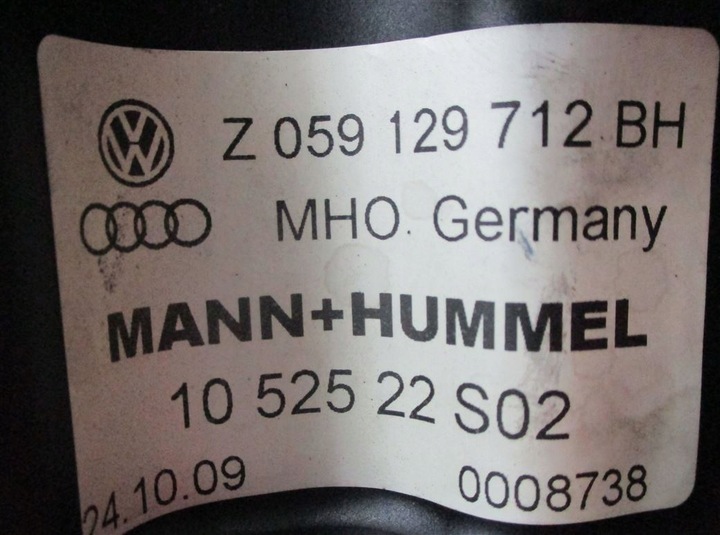 Z 059 129 712 BH
MHO. Germany
MANN+HUMMEL
10 525 22 S02
24.10.09 0008738